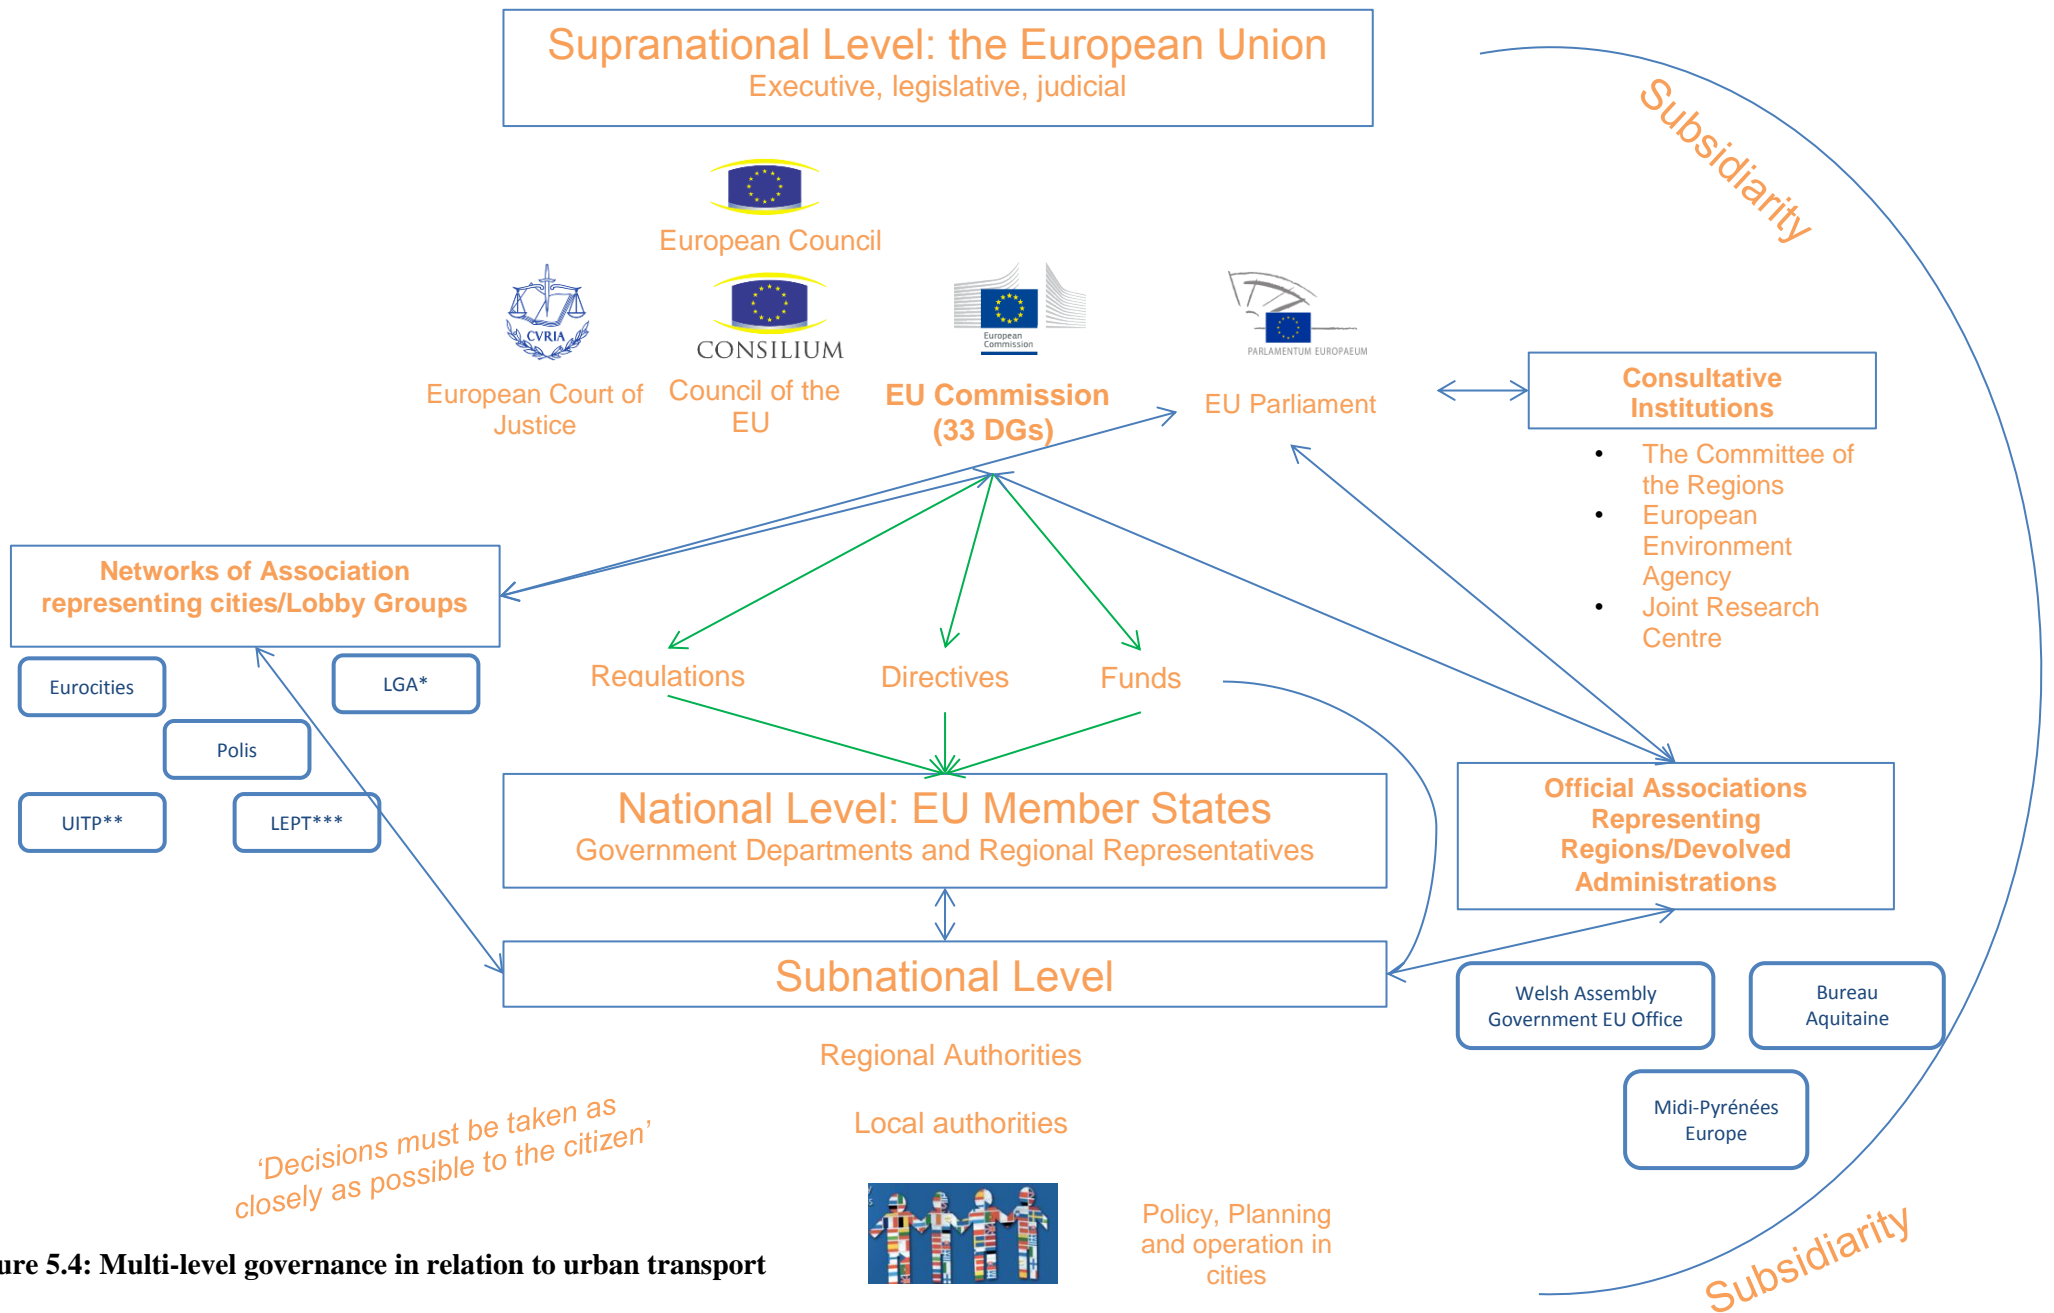 Supranational Level: the European Union
Executive, legislative, judicial
Subsidiarity
European Council
CVRIA
CONSILIUM
European
Commission
PARLAMENTUM EUROPAEUM
European Court of
Justice
Council of the
EU
EU Commission
(33 DGs)
EU Parliament
Consultative
Institutions
• The Committee of
the Regions
• European
Environment
Agency
• Joint Research
Centre
Networks of Association
representing cities/Lobby Groups
Eurocities
LGA*
Polis
UITP**
LEPT***
Regulations
Directives
Funds
National Level: EU Member States
Government Departments and Regional Representatives
Official Associations
Representing
Regions/Devolved
Administrations
Subnational Level
Welsh Assembly
Government EU Office
Bureau
Aquitaine
Midi-Pyrénées
Europe
Regional Authorities
Local authorities
‘Decisions must be taken as
closely as possible to the citizen’
Policy, Planning
and operation in
cities
Subsidiarity
ure 5.4: Multi-level governance in relation to urban transport